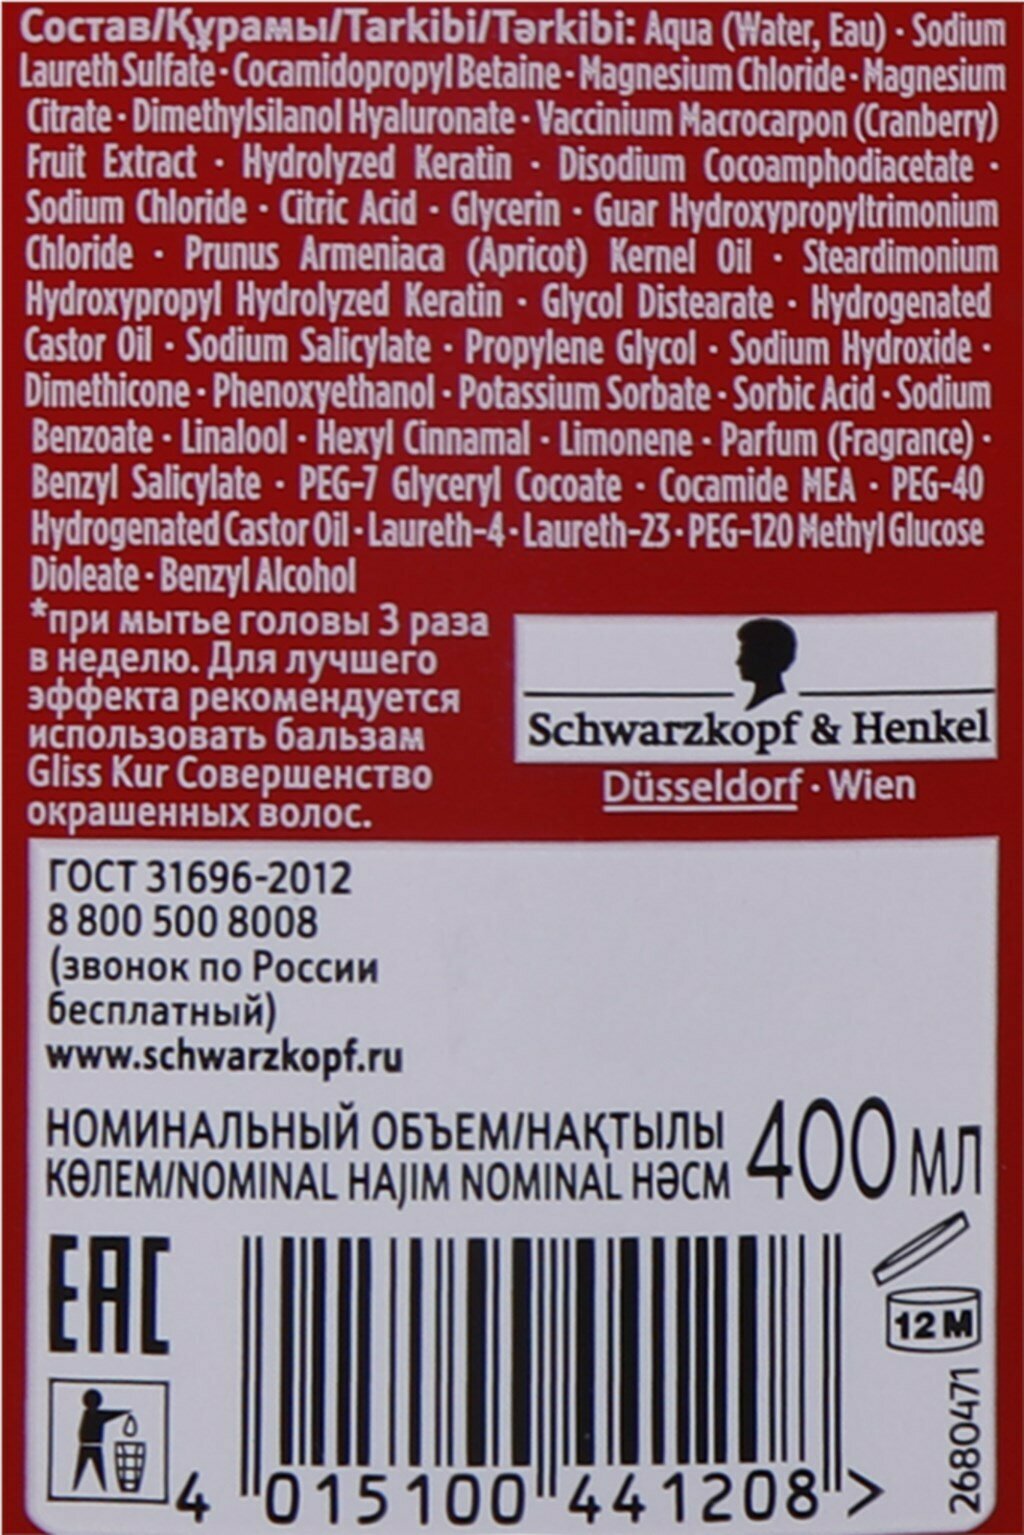 Состав/Құрамы/Tarkibi/Tərkibi: Aqua (Water, Eau) · Sodium
Laureth Sulfate · Cocamidopropyl Betaine · Magnesium Chloride · Magnesium
Citrate · Dimethylsilanol Hyaluronate · Vaccinium Macrocarpon (Cranberry)
Fruit Extract · Hydrolyzed Keratin · Disodium Cocoamphodiacetate ·
Sodium Chloride · Citric Acid · Glycerin · Guar Hydroxypropyltrimonium
Chloride · Prunus Armeniaca (Apricot) Kernel Oil · Steardimonium
Hydroxypropyl Hydrolyzed Keratin · Glycol Distearate · Hydrogenated
Castor Oil · Sodium Salicylate · Propylene Glycol · Sodium Hydroxide ·
Dimethicone · Phenoxyethanol · Potassium Sorbate · Sorbic Acid · Sodium
Benzoate · Linalool · Hexyl Cinnamal · Limonene · Parfum (Fragrance) ·
Benzyl Salicylate · PEG-7 Glyceryl Cocoate · Cocamide MEA · PEG-40
Hydrogenated Castor Oil · Laureth-4 · Laureth-23 · PEG-120 Methyl Glucose
Dioleate · Benzyl Alcohol
*при мытье головы 3 раза
в неделю. Для лучшего
эффекта рекомендуется
использовать бальзам
Gliss Kur Совершенство
окрашенных волос.
Schwarzkopf & Henkel
Düsseldorf · Wien
ГОСТ 31696-2012
8 800 500 8008
(звонок по России
бесплатный)
www.schwarzkopf.ru
НОМИНАЛЬНЫЙ ОБЪЕМ/НАҚТЫЛЫ
КӨЛЕМ/NOMINAL HAJIM NOMINAL HƏCM 400 МЛ
EAC
12 M
2680471
4 015100 441208 >